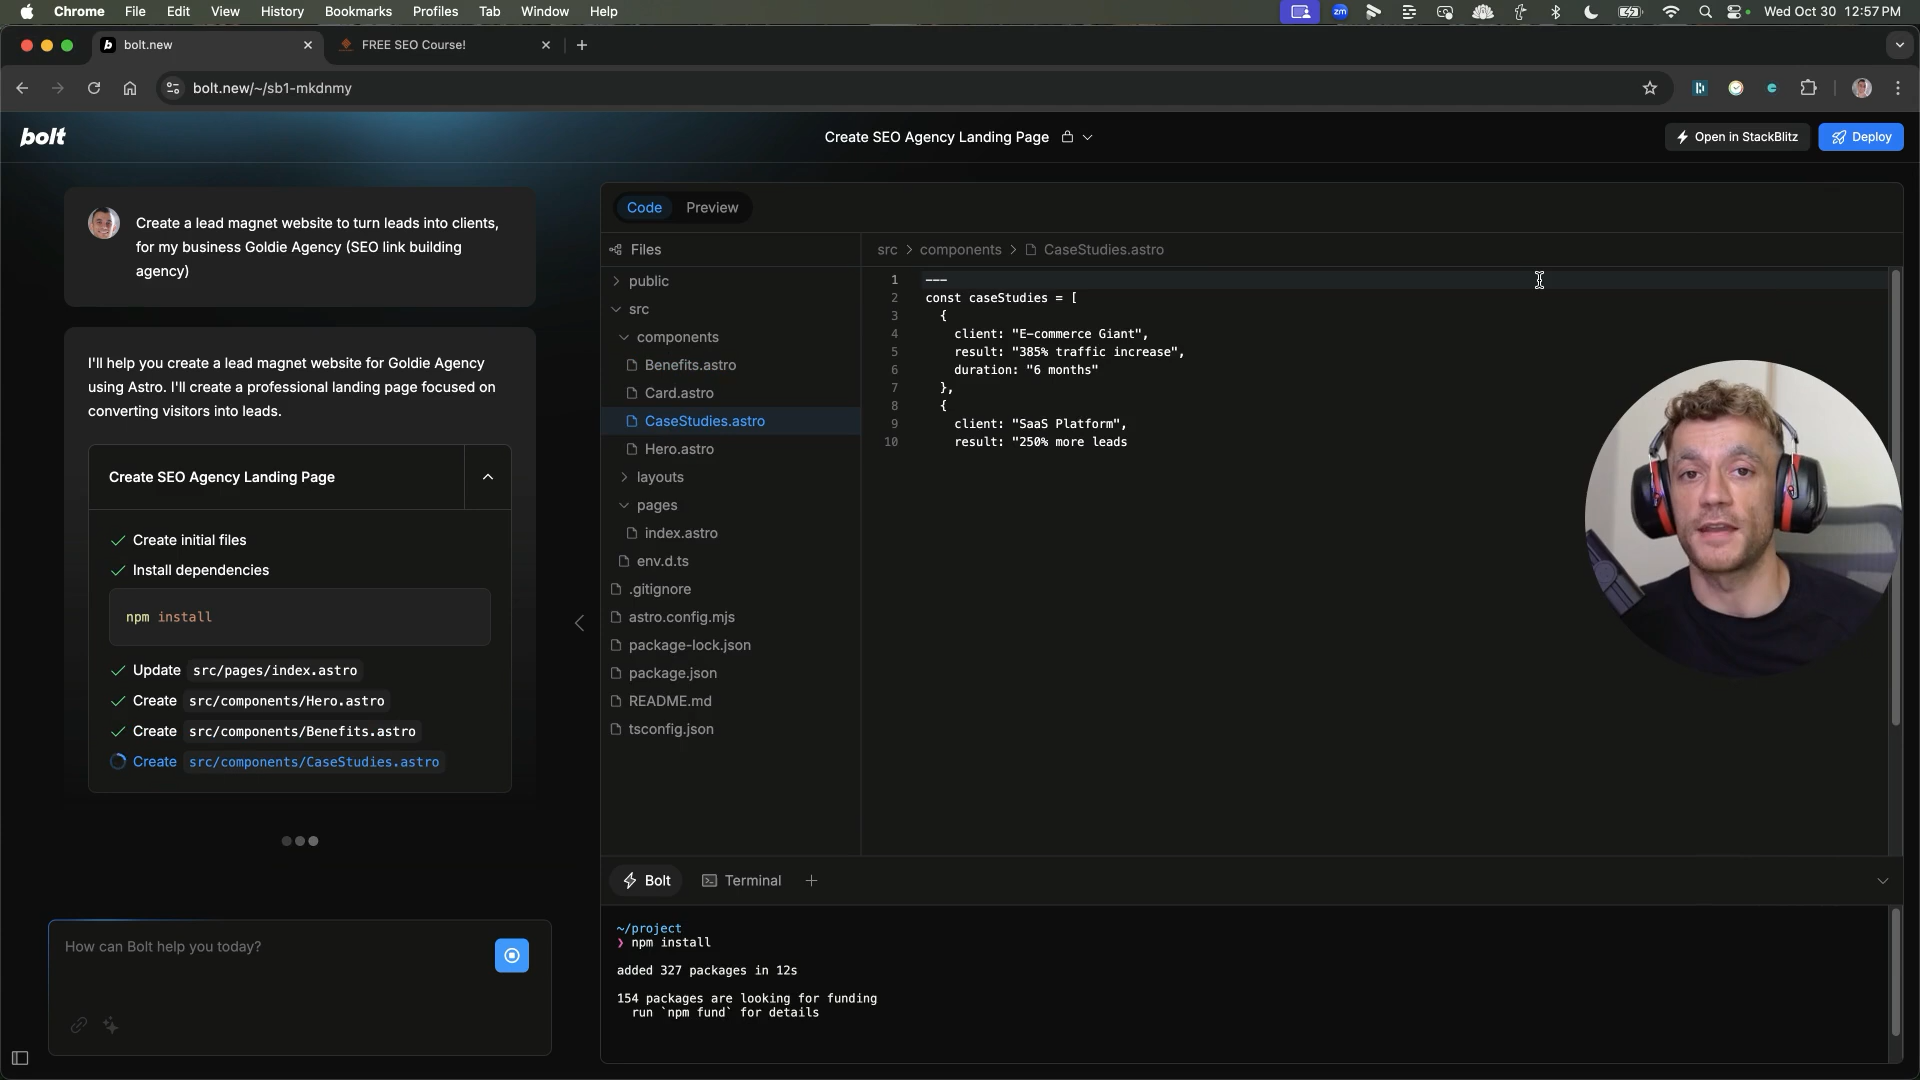 Chrome File Edit View History Bookmarks Profiles Tab Window Help
zm
Wed Oct 30 12:57 PM
b bolt.new
FREE SEO Course!
bolt.new/~/sb1-mkdnmy
bolt
Create SEO Agency Landing Page
Open in StackBlitz
Deploy
Create a lead magnet website to turn leads into clients,
for my business Goldie Agency (SEO link building
agency)
I'll help you create a lead magnet website for Goldie Agency
using Astro. I'll create a professional landing page focused on
converting visitors into leads.
Create SEO Agency Landing Page
Create initial files
Install dependencies
npm install
Update src/pages/index.astro
Create src/components/Hero.astro
Create src/components/Benefits.astro
Create src/components/CaseStudies.astro
How can Bolt help you today?
Code Preview
Files
public
src
components
Benefits.astro
Card.astro
CaseStudies.astro
Hero.astro
layouts
pages
index.astro
env.d.ts
.gitignore
astro.config.mjs
package-lock.json
package.json
README.md
tsconfig.json
src > components > CaseStudies.astro
1 ---
2 const caseStudies = [
3 {
4 client: "E-commerce Giant",
5 result: "385% traffic increase",
6 duration: "6 months"
7 },
8 {
9 client: "SaaS Platform",
10 result: "250% more leads
Bolt
Terminal
~/project
❯ npm install
added 327 packages in 12s
154 packages are looking for funding
run `npm fund` for details